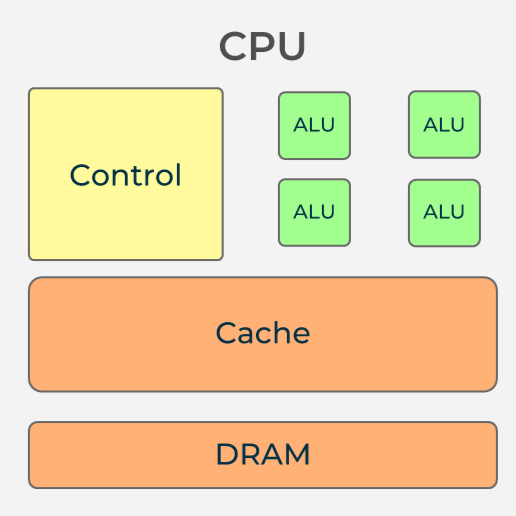 CPU
Control
ALU ALU
ALU ALU
Cache
DRAM